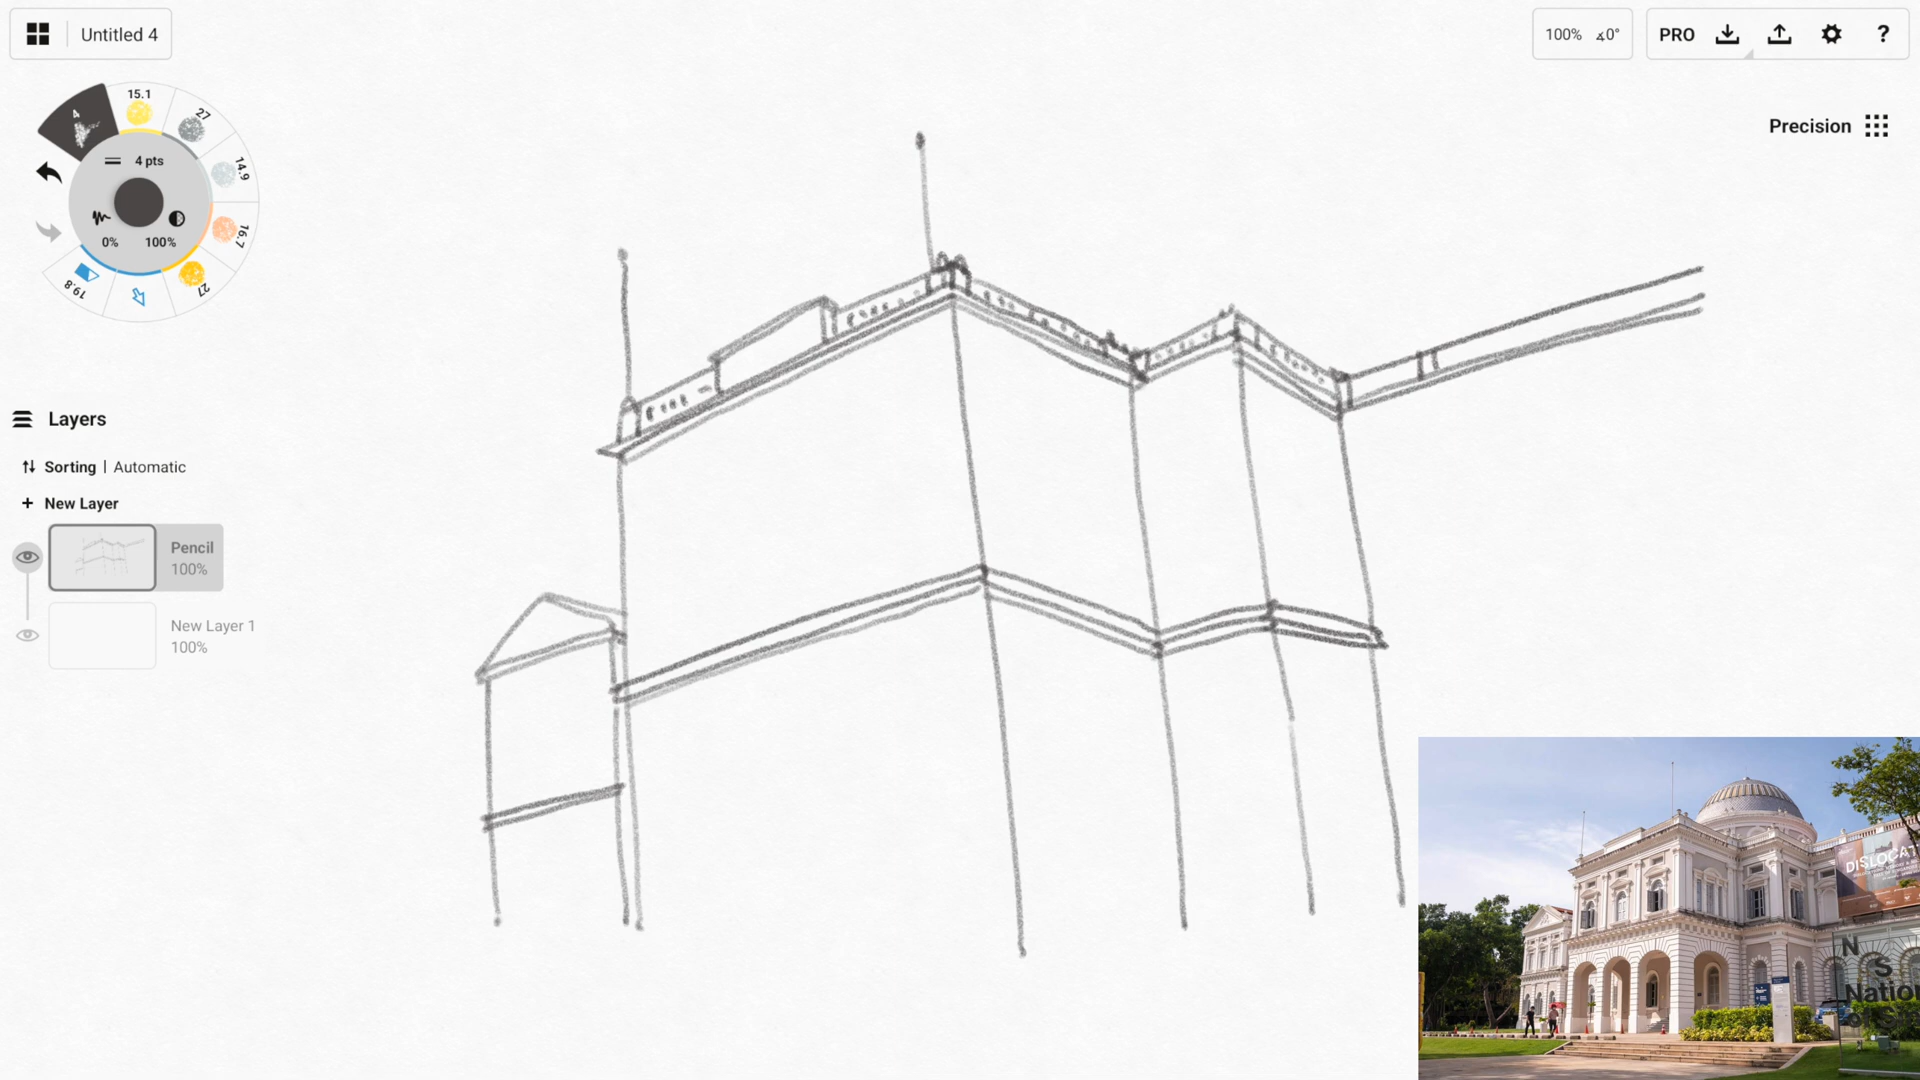 Untitled 4
100% ∡0°
PRO
?
Precision
4
15.1
27
14.9
16.7
27
19.8
4 pts
0%
100%
Layers
Sorting | Automatic
+ New Layer
Pencil
100%
New Layer 1
100%
DISLOCAT
N
S
Natio